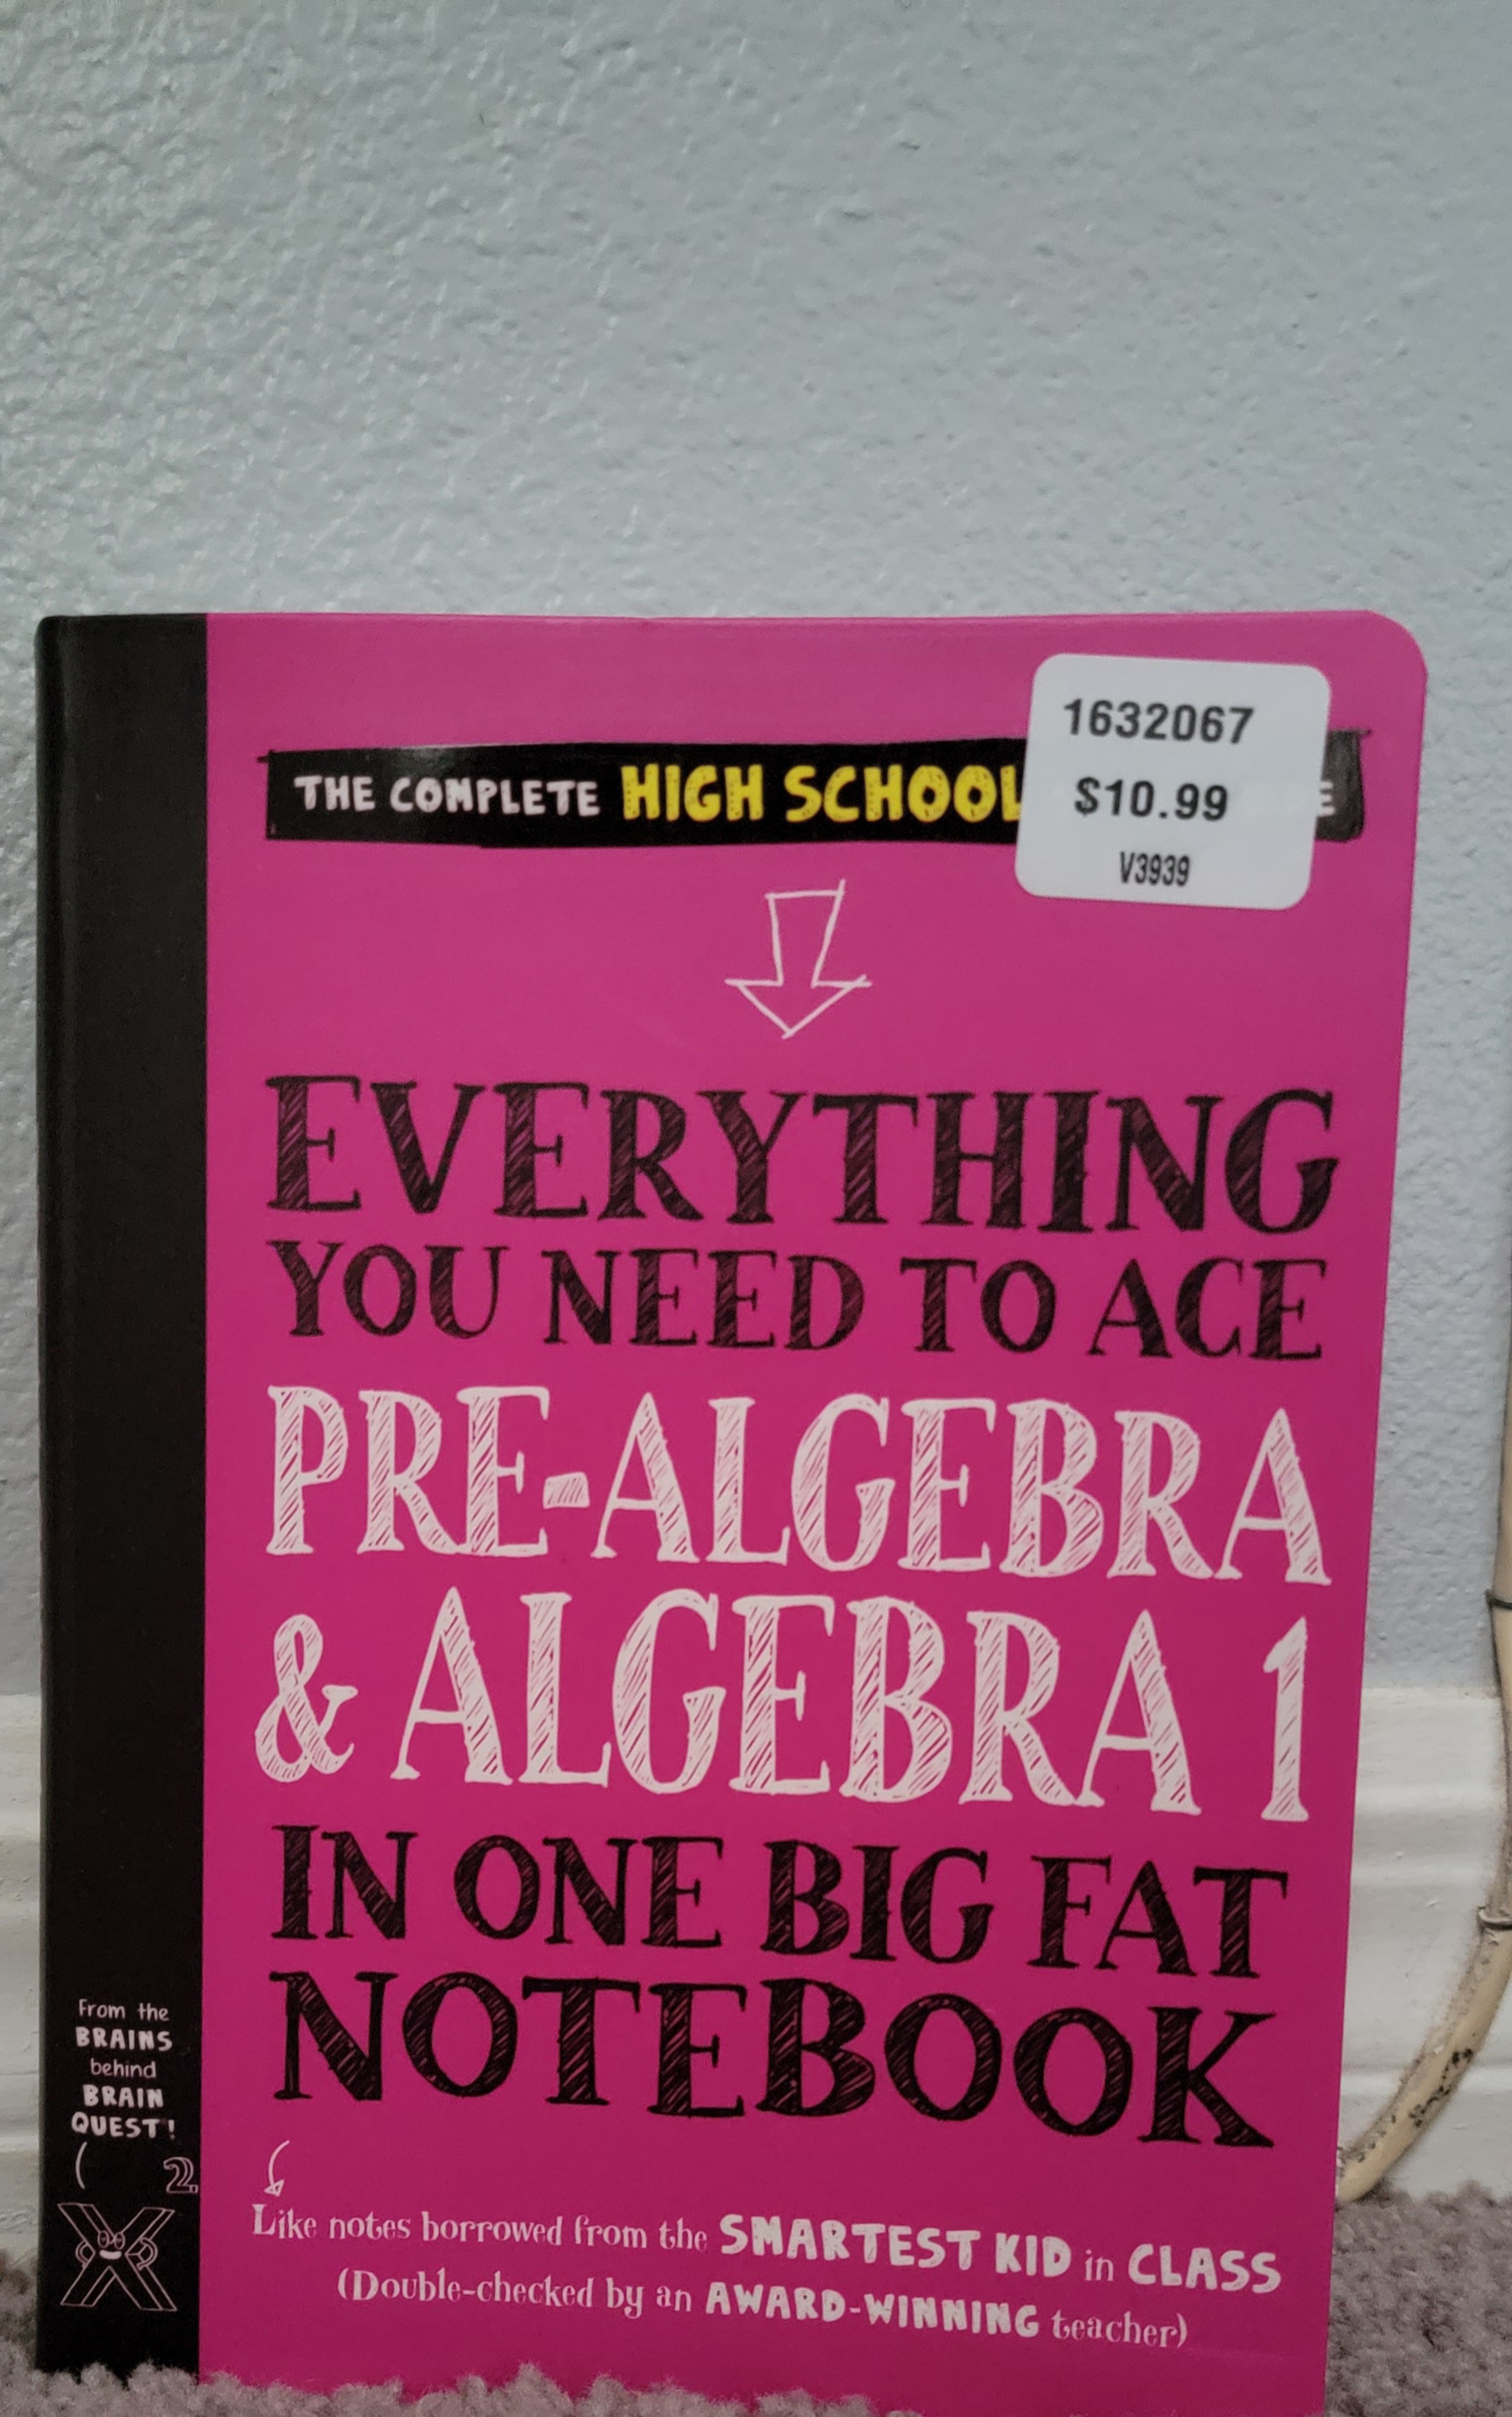 1632067
$10.99
V3939
THE COMPLETE HIGH SCHOOL
EVERYTHING
YOU NEED TO ACE
PRE-ALGEBRA
& ALGEBRA 1
IN ONE BIG FAT
NOTEBOOK
Like notes borrowed from the SMARTEST KID in CLASS
(Double-checked by an AWARD-WINNING teacher)
From the
BRAINS
behind
BRAIN
QUEST!
X2